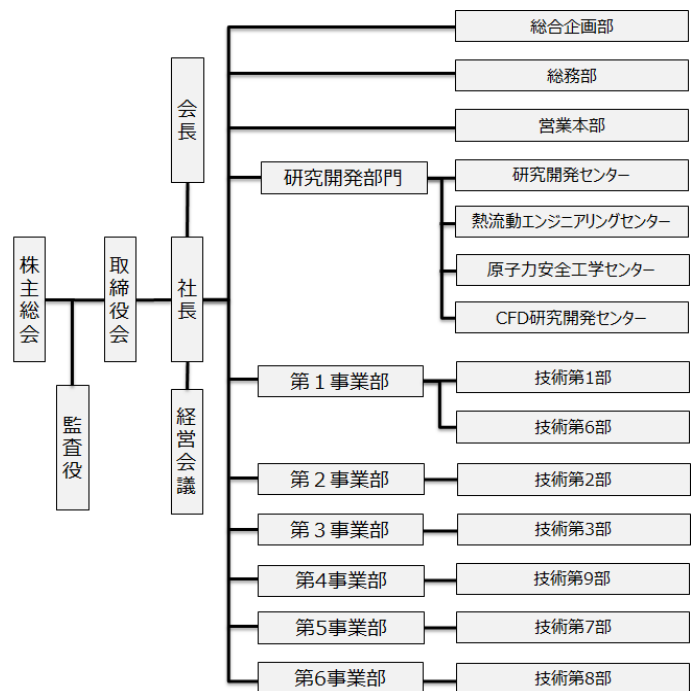 株主総会
監査役
取締役会
会長
社長
経営会議
総合企画部
総務部
営業本部
研究開発部門
研究開発センター
熱流動エンジニアリングセンター
原子力安全工学センター
CFD研究開発センター
第１事業部
技術第1部
技術第6部
第２事業部
技術第2部
第３事業部
技術第3部
第4事業部
技術第9部
第5事業部
技術第7部
第6事業部
技術第8部